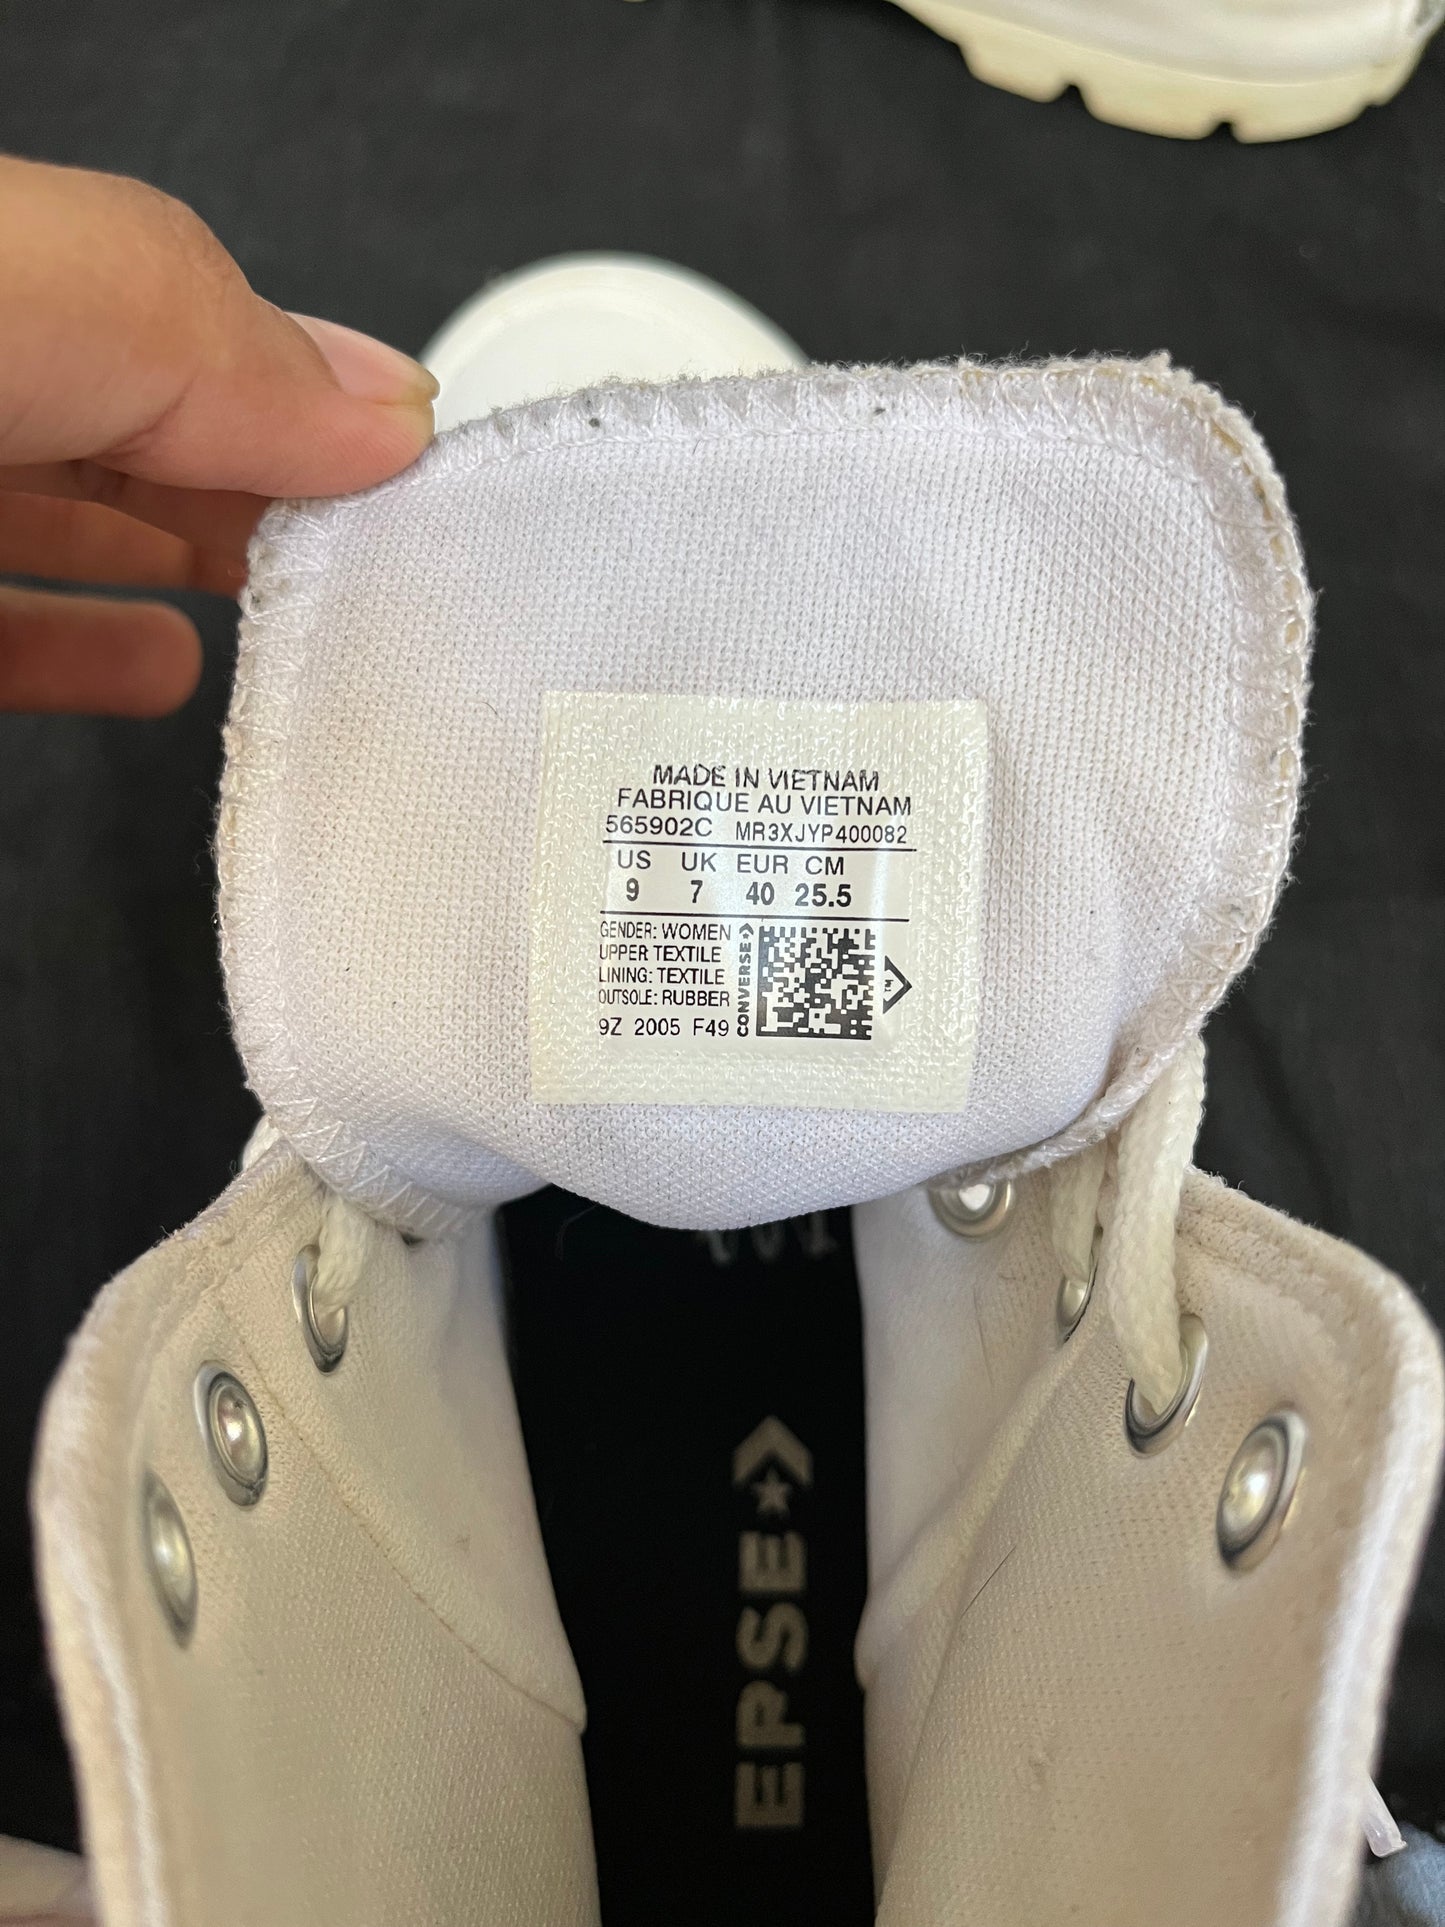 MADE IN VIETNAM
FABRIQUE AU VIETNAM
565902C MR3XJYP400082
US UK EUR CM
9 7 40 25.5
GENDER: WOMEN
UPPER TEXTILE
LINING: TEXTILE
OUTSOLE: RUBBER
9Z 2005 F49
CONVERSE
TM
EPSE